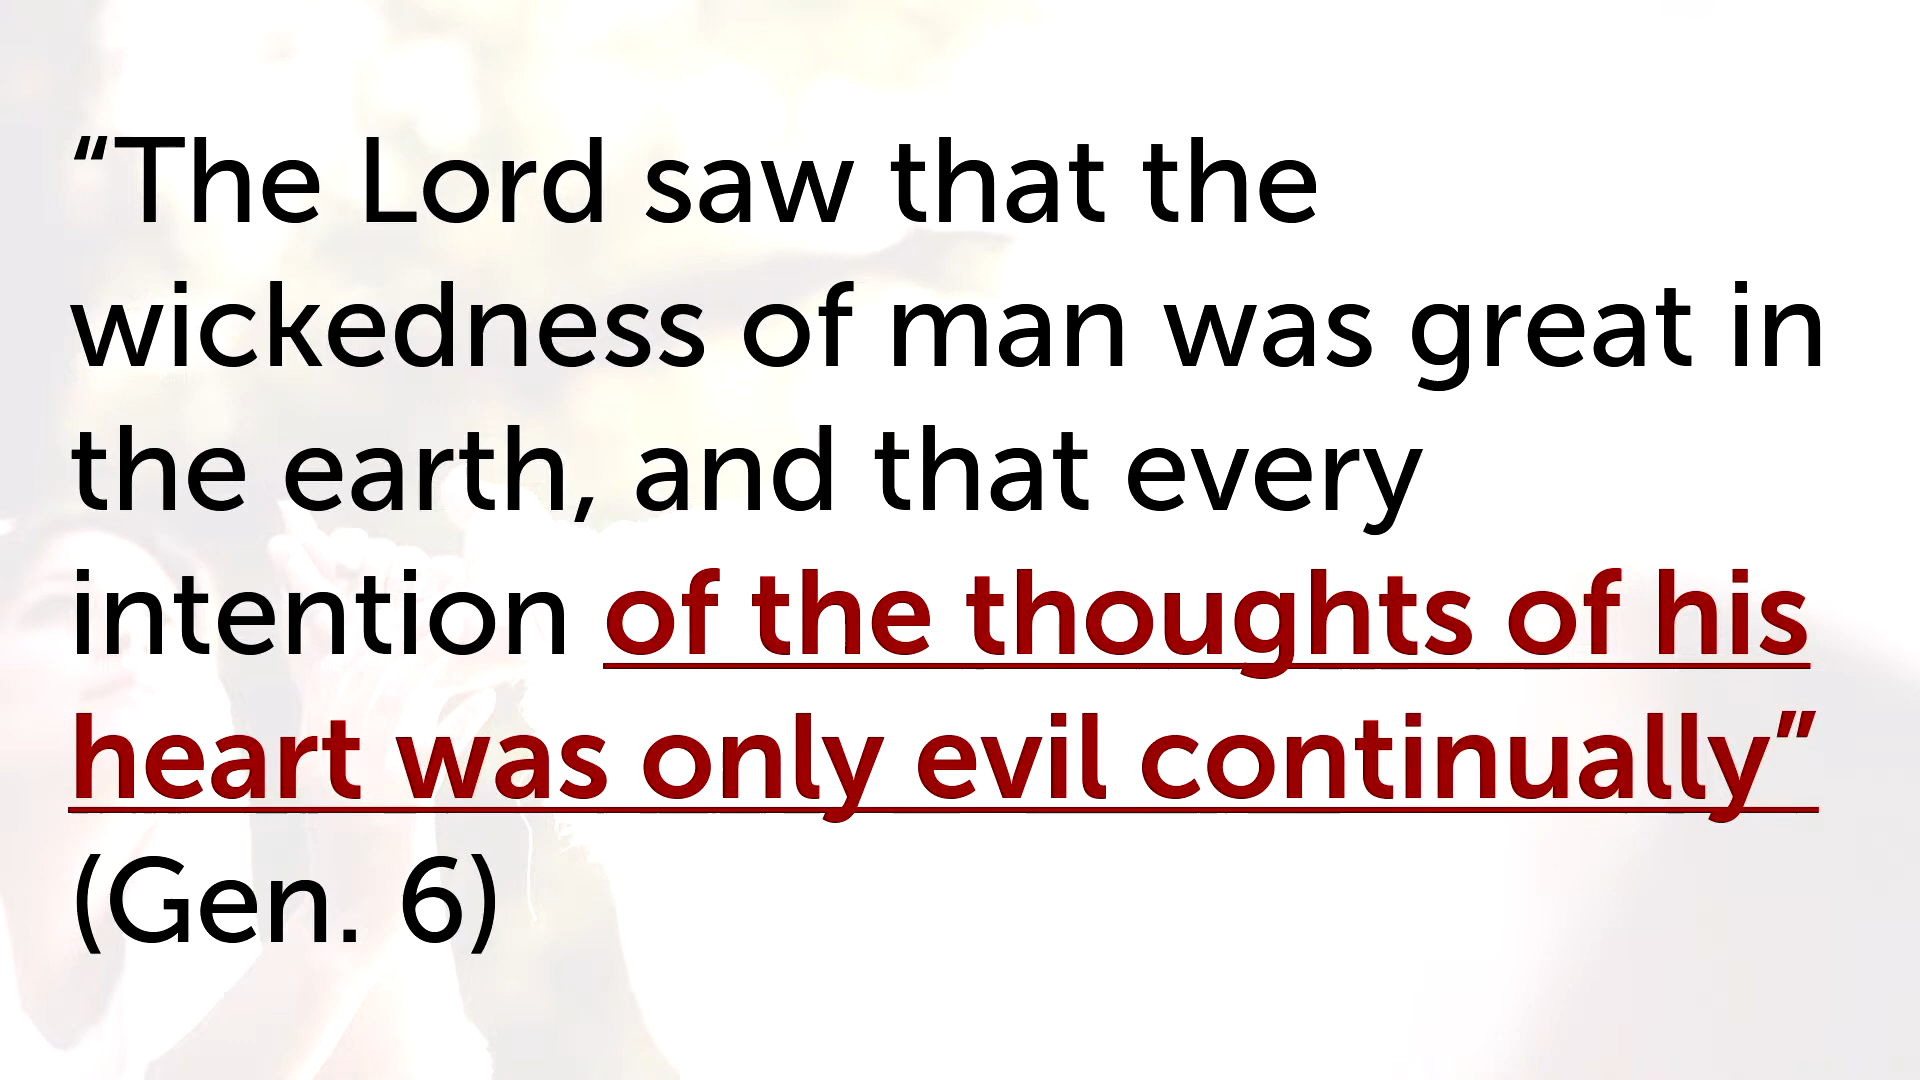 “The Lord saw that the
wickedness of man was great in
the earth, and that every
intention of the thoughts of his
heart was only evil continually”
(Gen. 6)